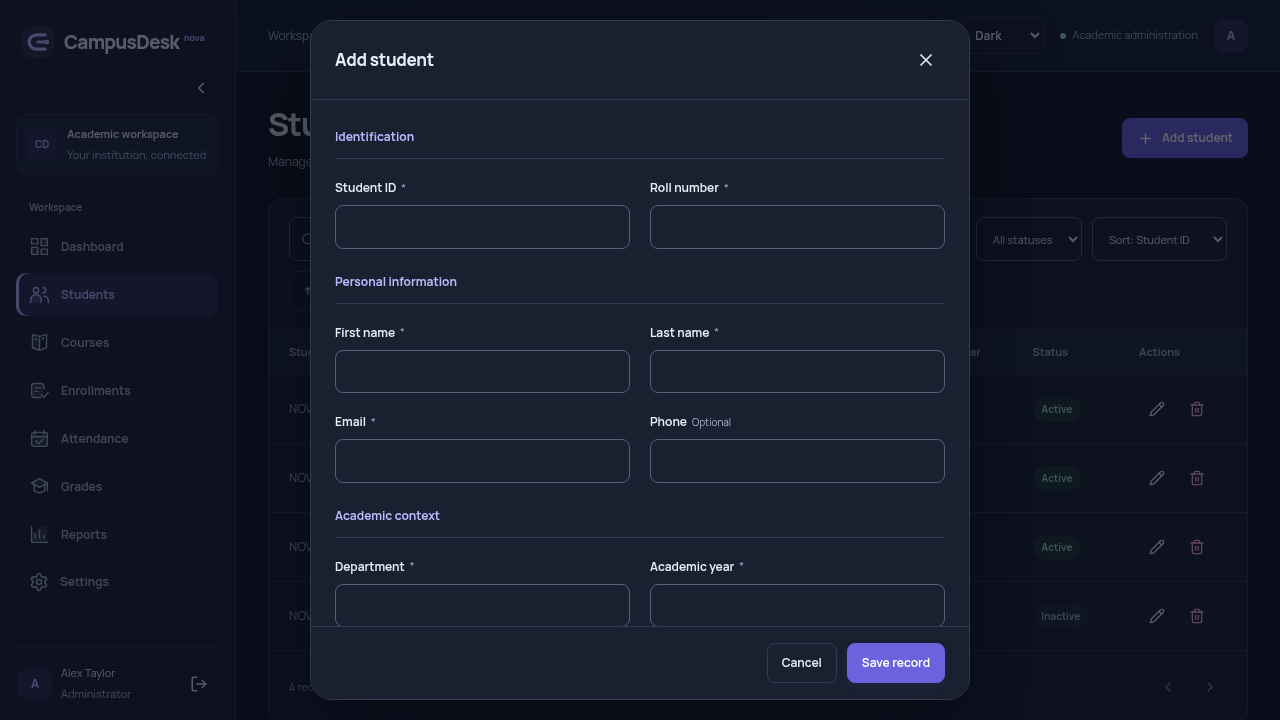 CampusDesk nova
CD
Academic workspace
Your institution, connected
Workspace
Dashboard
Students
Courses
Enrollments
Attendance
Grades
Reports
Settings
A
Alex Taylor
Administrator
Dark
Academic administration
A
Add student
All statuses
Sort: Student ID
Status
Actions
Active
Active
Active
Inactive
Add student
Identification
Student ID *
Roll number *
Personal information
First name *
Last name *
Email *
Phone Optional
Academic context
Department *
Academic year *
Cancel
Save record